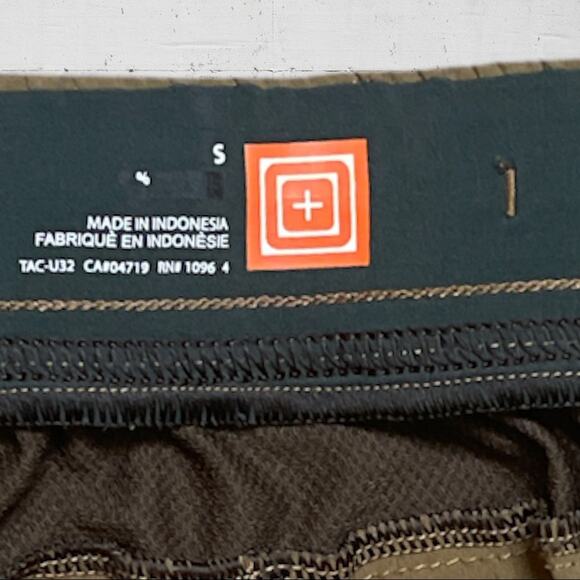 S
MADE IN INDONESIA
FABRIQUÉ EN INDONÉSIE
TAC-U32 CA#04719 RN# 1096 4